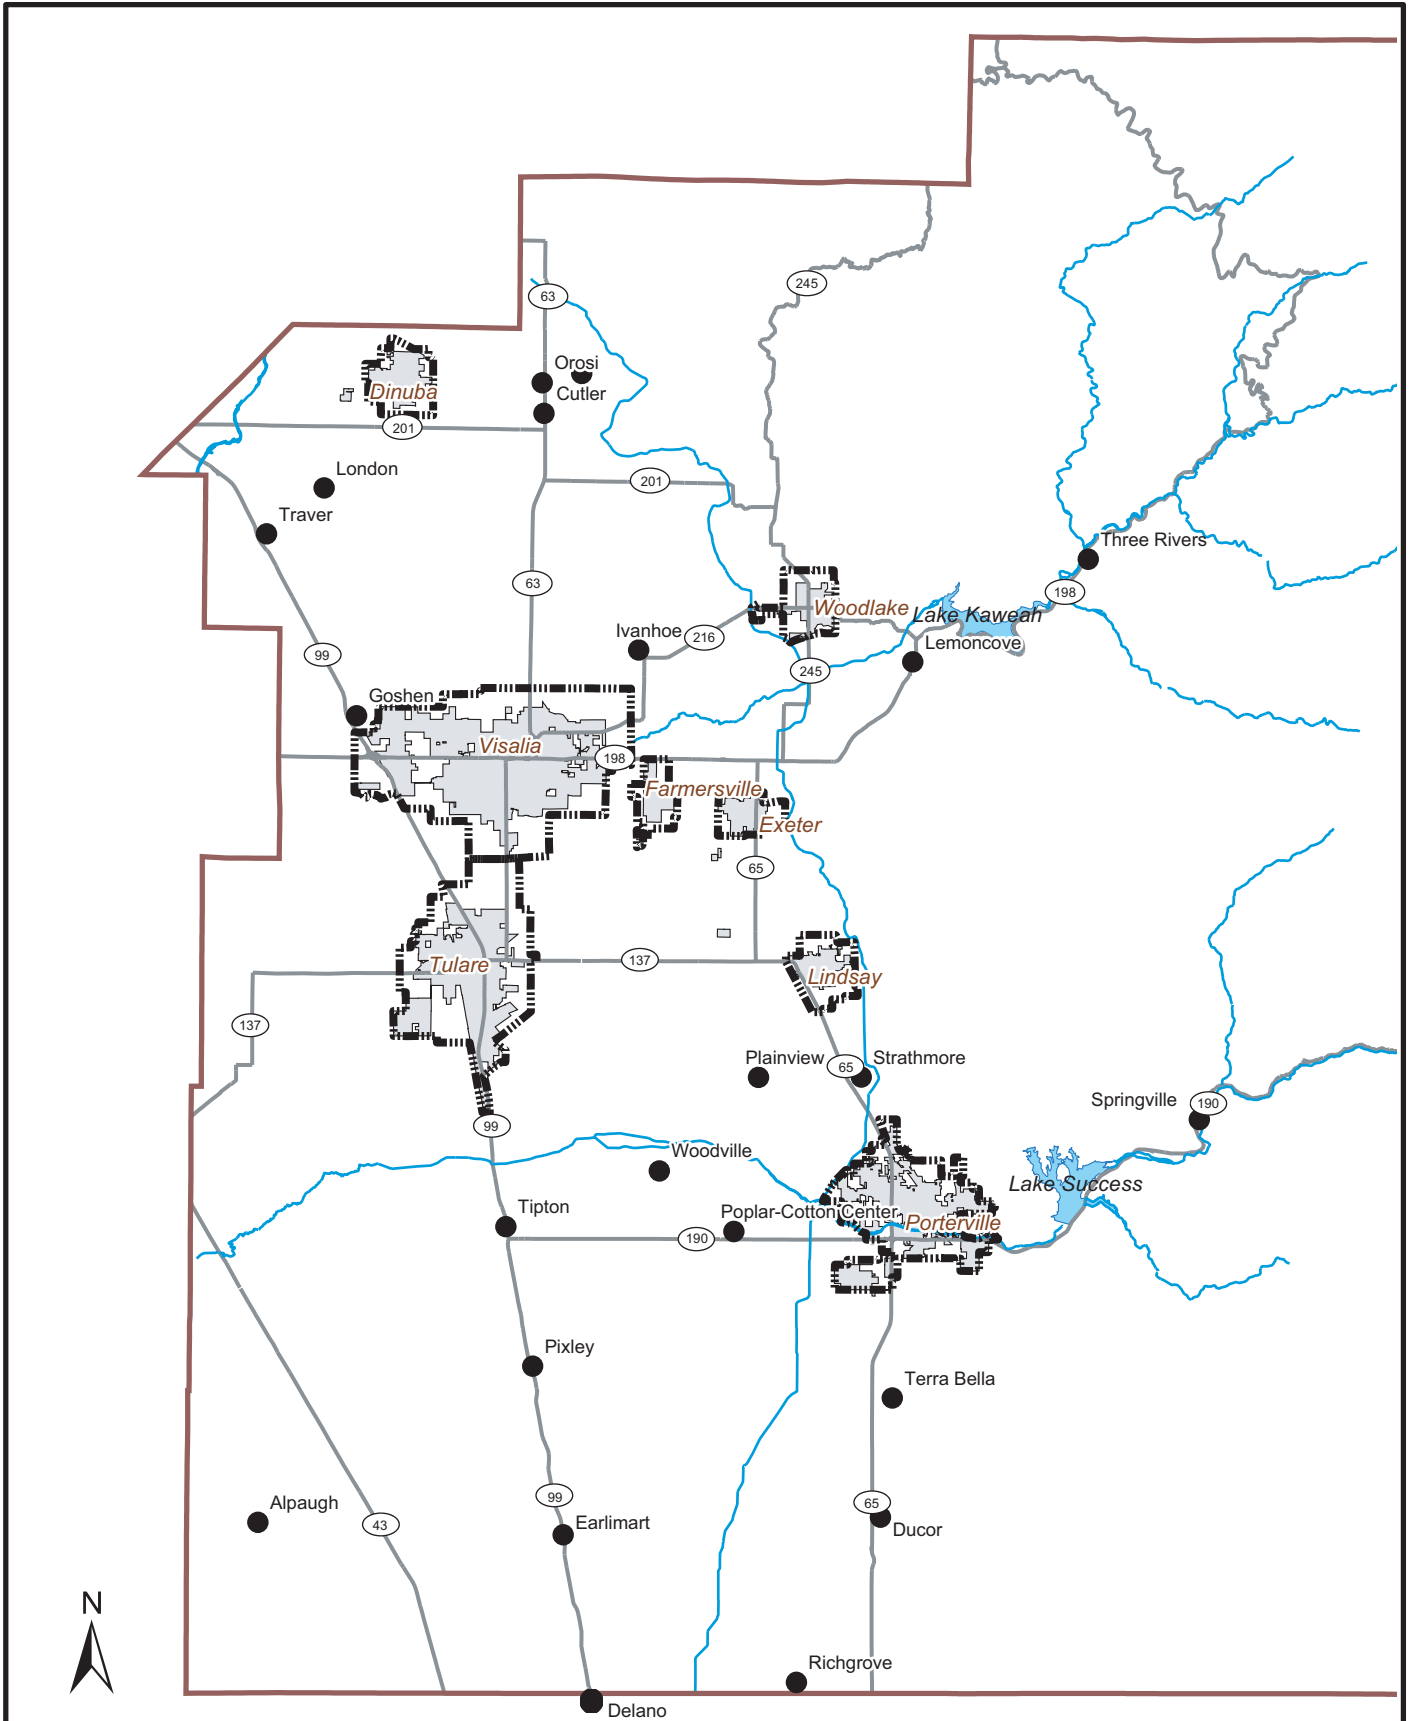 245
63
Orosi
Dinuba
Cutler
201
London
201
Traver
Three Rivers
63
198
Woodlake
Lake Kaweah
Ivanhoe
216
Lemoncove
99
245
Goshen
Visalia
198
Farmersville
Exeter
65
137
Tulare
Lindsay
137
Plainview
65
Strathmore
Springville
190
99
Woodville
Lake Success
Tipton
Poplar-Cotton Center
Porterville
190
Pixley
Terra Bella
99
Alpaugh
65
43
Earlimart
Ducor
N
Richgrove
Delano